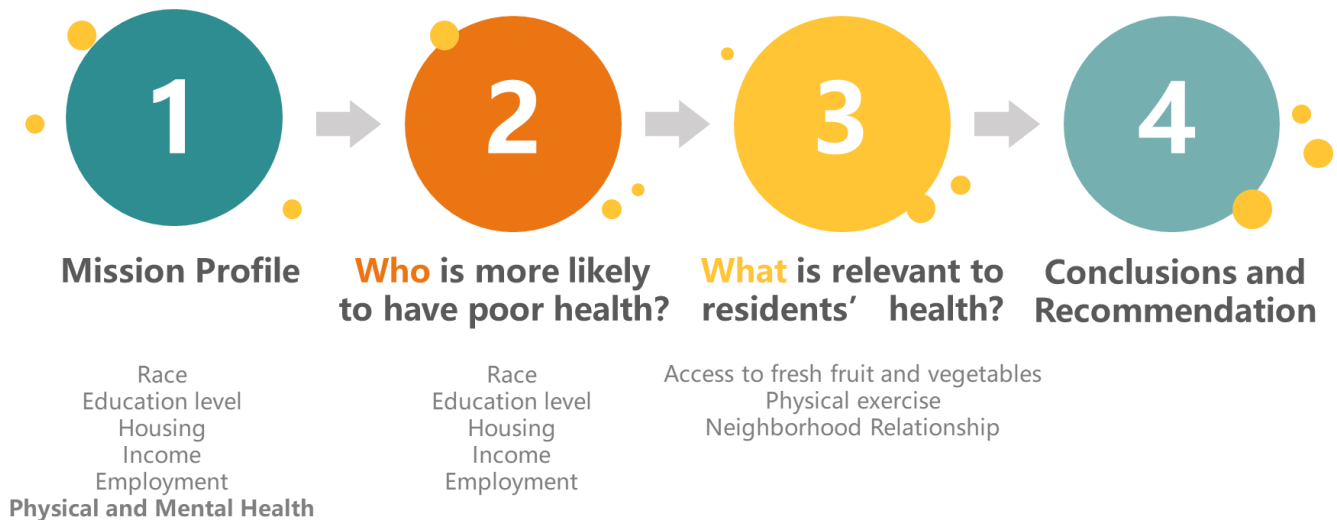 1
2
3
4
Mission Profile
Who is more likely
to have poor health?
What is relevant to
residents’ health?
Conclusions and
Recommendation
Race
Education level
Housing
Income
Employment
Physical and Mental Health
Race
Education level
Housing
Income
Employment
Access to fresh fruit and vegetables
Physical exercise
Neighborhood Relationship